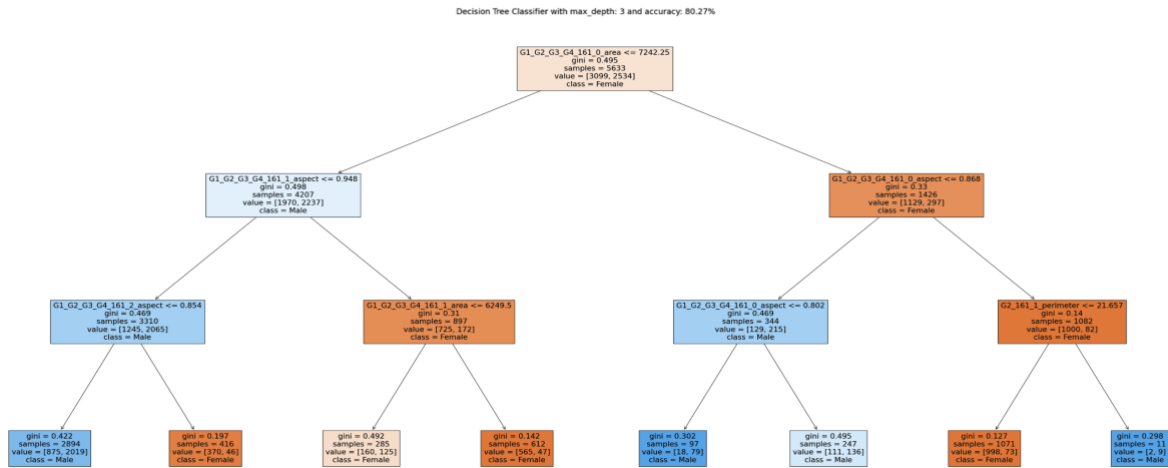 Decision Tree Classifier with max_depth: 3 and accuracy: 80.27%
G1_G2_G3_G4_161_0_area <= 7242.25
gini = 0.495
samples = 5633
value = [3099, 2534]
class = Female
G1_G2_G3_G4_161_1_aspect <= 0.948
gini = 0.498
samples = 4207
value = [1970, 2237]
class = Male
G1_G2_G3_G4_161_0_aspect <= 0.868
gini = 0.33
samples = 1426
value = [1129, 297]
class = Female
G1_G2_G3_G4_161_2_aspect <= 0.854
gini = 0.469
samples = 3310
value = [1245, 2065]
class = Male
G1_G2_G3_G4_161_1_area <= 6249.5
gini = 0.31
samples = 897
value = [725, 172]
class = Female
G1_G2_G3_G4_161_0_aspect <= 0.802
gini = 0.469
samples = 344
value = [129, 215]
class = Male
G2_161_1_perimeter <= 21.657
gini = 0.14
samples = 1082
value = [1000, 82]
class = Female
gini = 0.422
samples = 2894
value = [875, 2019]
class = Male
gini = 0.197
samples = 416
value = [370, 46]
class = Female
gini = 0.492
samples = 285
value = [160, 125]
class = Female
gini = 0.142
samples = 612
value = [565, 47]
class = Female
gini = 0.302
samples = 97
value = [18, 79]
class = Male
gini = 0.495
samples = 247
value = [111, 136]
class = Male
gini = 0.127
samples = 1071
value = [998, 73]
class = Female
gini = 0.298
samples = 11
value = [2, 9]
class = Male